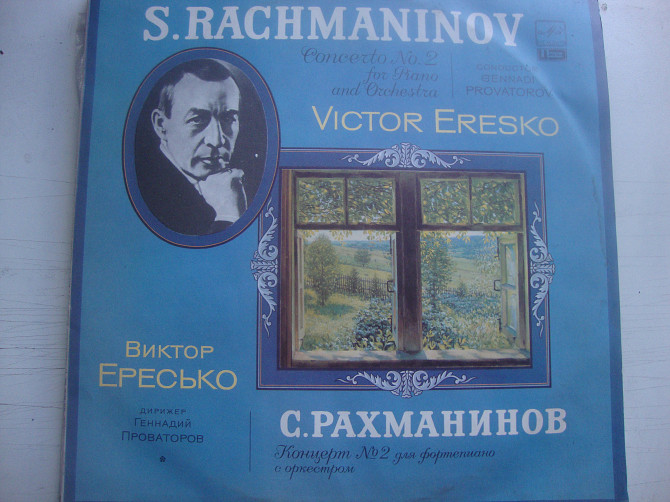 S.RACHMANINOV
Concerto No.2
for Piano
and Orchestra
GENNADI
PROVATOROV
VICTOR ERESKO
ВИКТОР
ЕРЕСЬКО
ДИРИЖЕР
ГЕННАДИЙ
ПРОВАТОРОВ
*
С.РАХМАНИНОВ
Концерт №2 для фортепиано
с оркестром